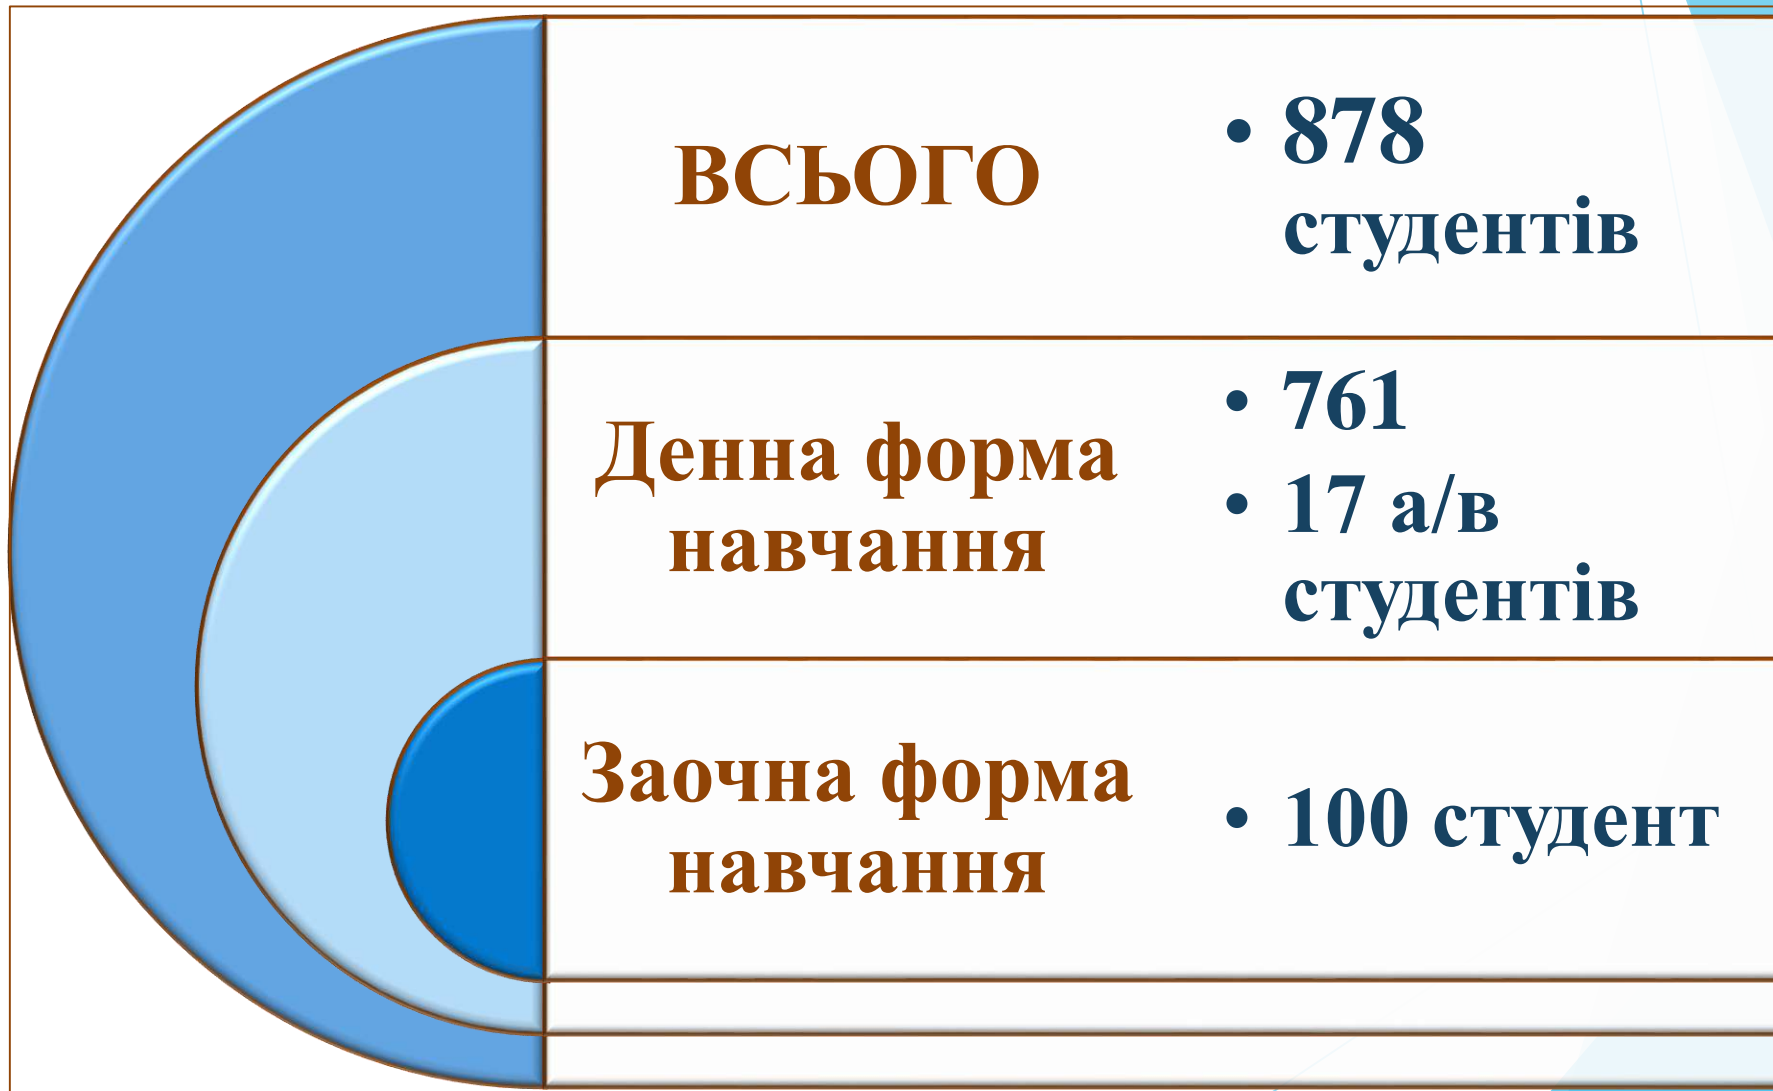 ВСЬОГО
• 878
студентів
Денна форма
навчання
• 761
• 17 а/в
студентів
Заочна форма
навчання
• 100 студент